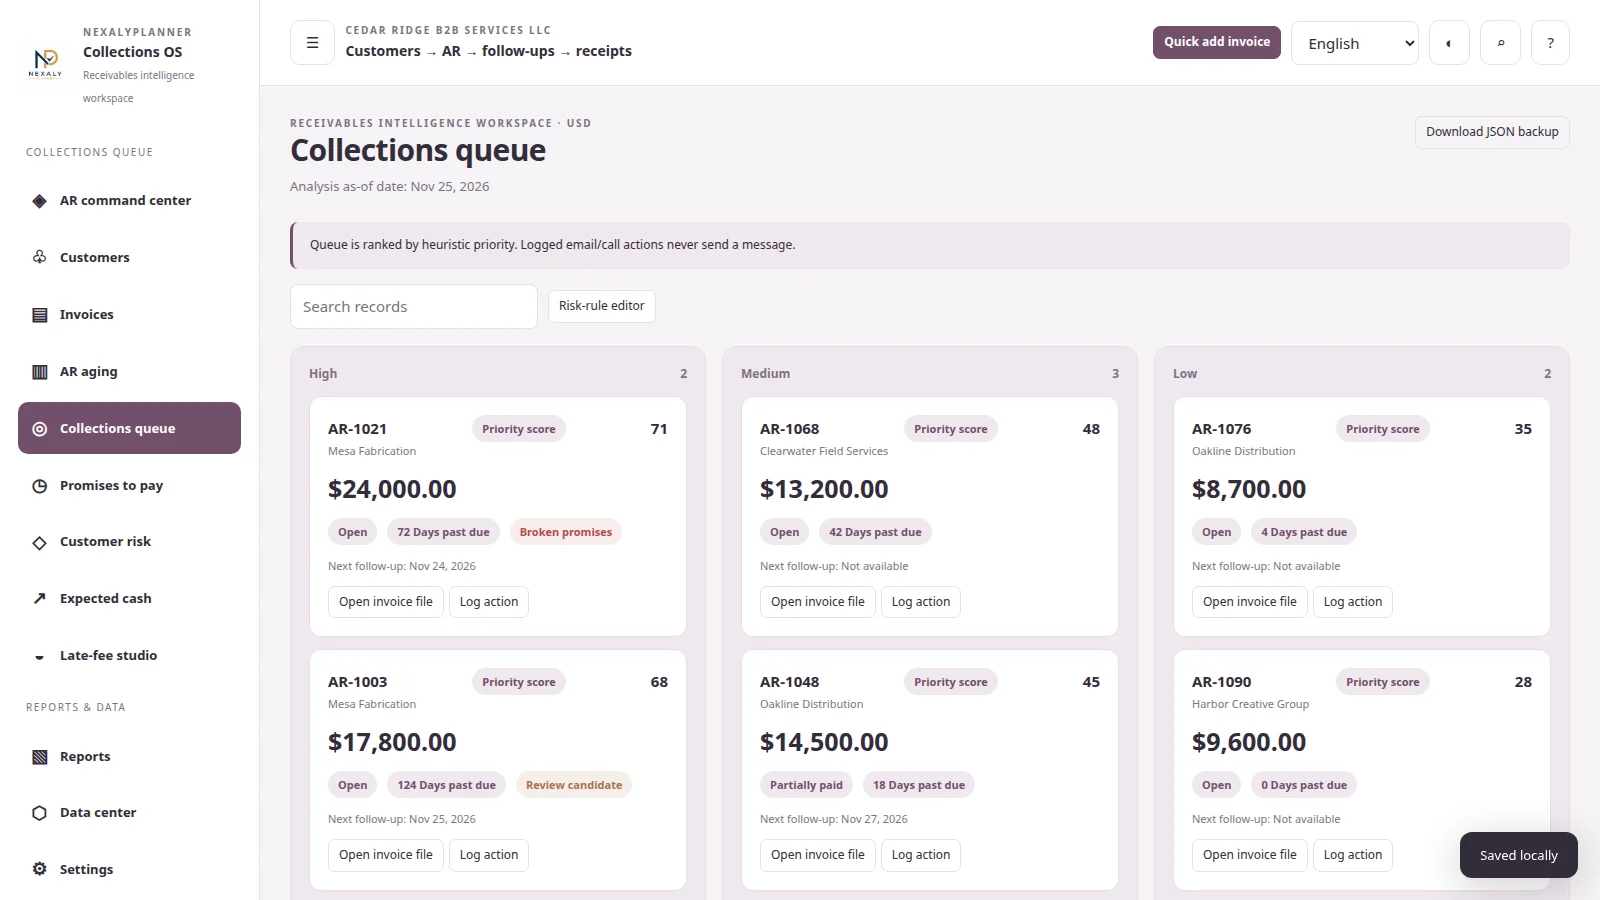 NEXALYPLANNER
Collections OS
Receivables intelligence
workspace
NEXALY
COLLECTIONS QUEUE
AR command center
Customers
Invoices
AR aging
Collections queue
Promises to pay
Customer risk
Expected cash
Late-fee studio
REPORTS & DATA
Reports
Data center
Settings
CEDAR RIDGE B2B SERVICES LLC
Customers → AR → follow-ups → receipts
Quick add invoice
English
?
RECEIVABLES INTELLIGENCE WORKSPACE · USD
Collections queue
Analysis as-of date: Nov 25, 2026
Download JSON backup
Queue is ranked by heuristic priority. Logged email/call actions never send a message.
Search records
Risk-rule editor
High 2
AR-1021 Priority score 71
Mesa Fabrication
$24,000.00
Open 72 Days past due Broken promises
Next follow-up: Nov 24, 2026
Open invoice file Log action
AR-1003 Priority score 68
Mesa Fabrication
$17,800.00
Open 124 Days past due Review candidate
Next follow-up: Nov 25, 2026
Open invoice file Log action
Medium 3
AR-1068 Priority score 48
Clearwater Field Services
$13,200.00
Open 42 Days past due
Next follow-up: Not available
Open invoice file Log action
AR-1048 Priority score 45
Oakline Distribution
$14,500.00
Partially paid 18 Days past due
Next follow-up: Nov 27, 2026
Open invoice file Log action
Low 2
AR-1076 Priority score 35
Oakline Distribution
$8,700.00
Open 4 Days past due
Next follow-up: Not available
Open invoice file Log action
AR-1090 Priority score 28
Harbor Creative Group
$9,600.00
Open 0 Days past due
Next follow-up: Not available
Open invoice file Log action
Saved locally